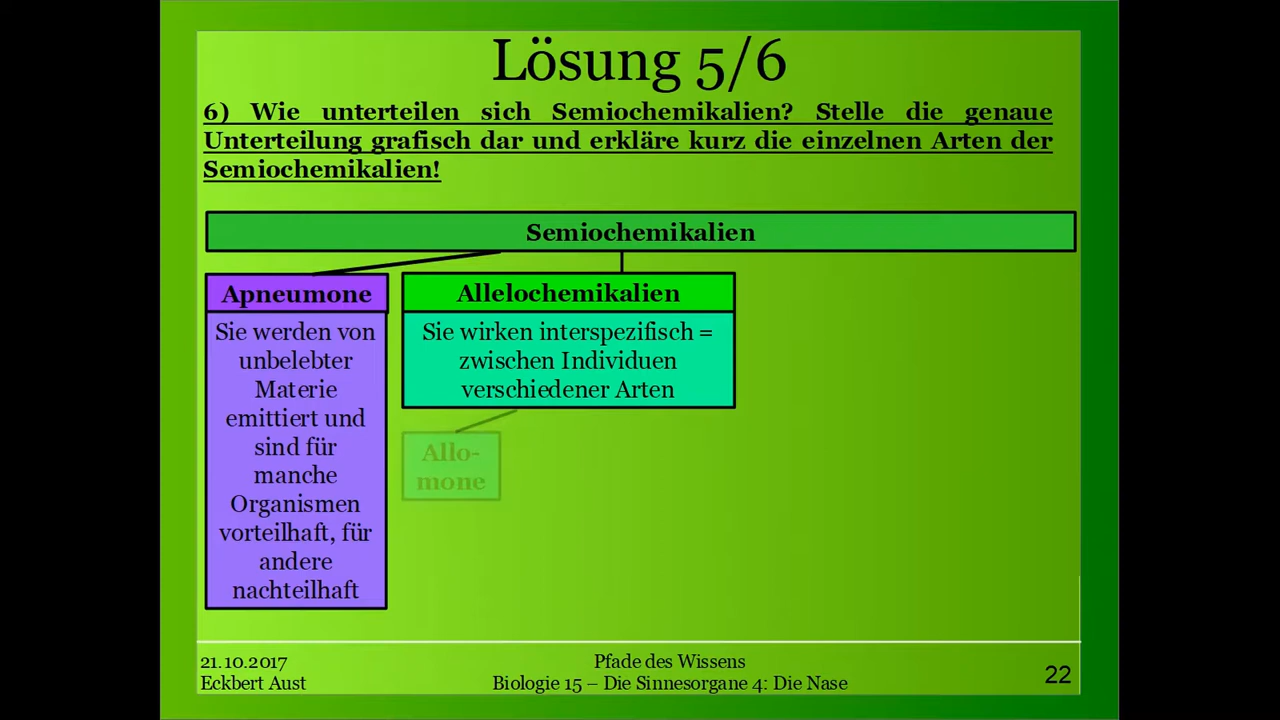 Lösung 5/6
6) Wie unterteilen sich Semiochemikalien? Stelle die genaue
Unterteilung grafisch dar und erkläre kurz die einzelnen Arten der
Semiochemikalien!
Semiochemikalien
Apneumone
Sie werden von
unbelebter
Materie
emittiert und
sind für
manche
Organismen
vorteilhaft, für
andere
nachteilhaft
Allelochemikalien
Sie wirken interspezifisch =
zwischen Individuen
verschiedener Arten
Allo-
mone
21.10.2017
Eckbert Aust
Pfade des Wissens
Biologie 15 – Die Sinnesorgane 4: Die Nase
22